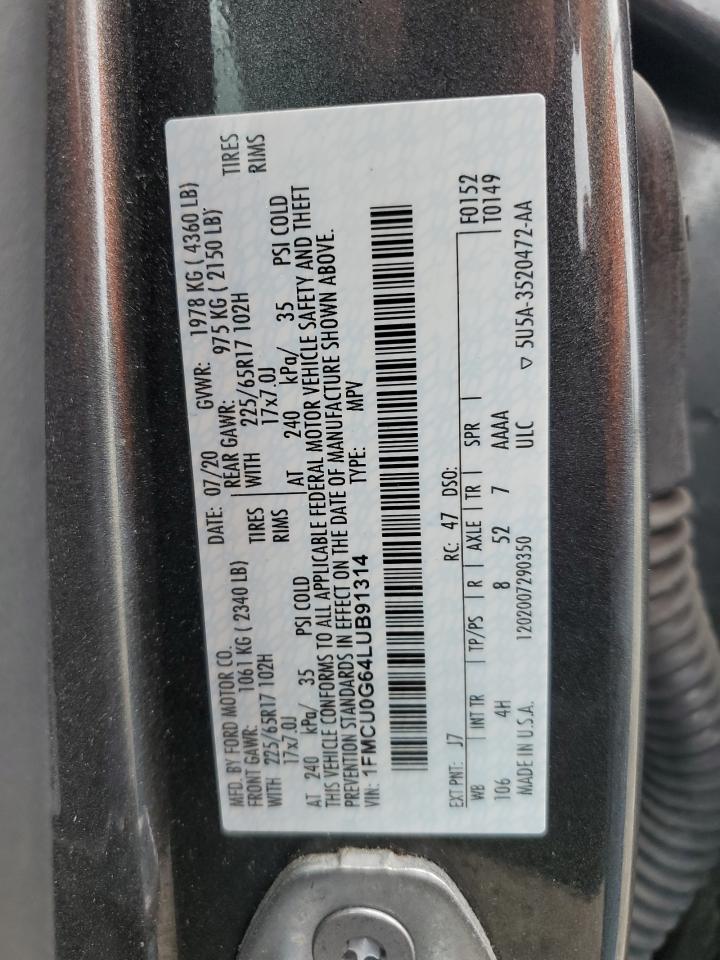 MFD. BY FORD MOTOR CO. DATE: 07/20 GVWR: 1978 KG ( 4360 LB)
FRONT GAWR: 1061 KG ( 2340 LB) REAR GAWR: 975 KG ( 2150 LB)
WITH 225/65R17 102H TIRES WITH 225/65R17 102H TIRES
17x7.0J RIMS 17x7.0J RIMS
AT 240 kPa/ 35 PSI COLD AT 240 kPa/ 35 PSI COLD
THIS VEHICLE CONFORMS TO ALL APPLICABLE FEDERAL MOTOR VEHICLE SAFETY AND THEFT
PREVENTION STANDARDS IN EFFECT ON THE DATE OF MANUFACTURE SHOWN ABOVE.
VIN: 1FMCU0G64LUB91314 TYPE: MPV
EXT PNT: J7 RC: 47 DSO: F0152
WB INT TR TP/PS R AXLE TR SPR T0149
106 4H 8 52 7 AAAA
ULC 5U5A-3520472-AA
MADE IN U.S.A. 1202007290350